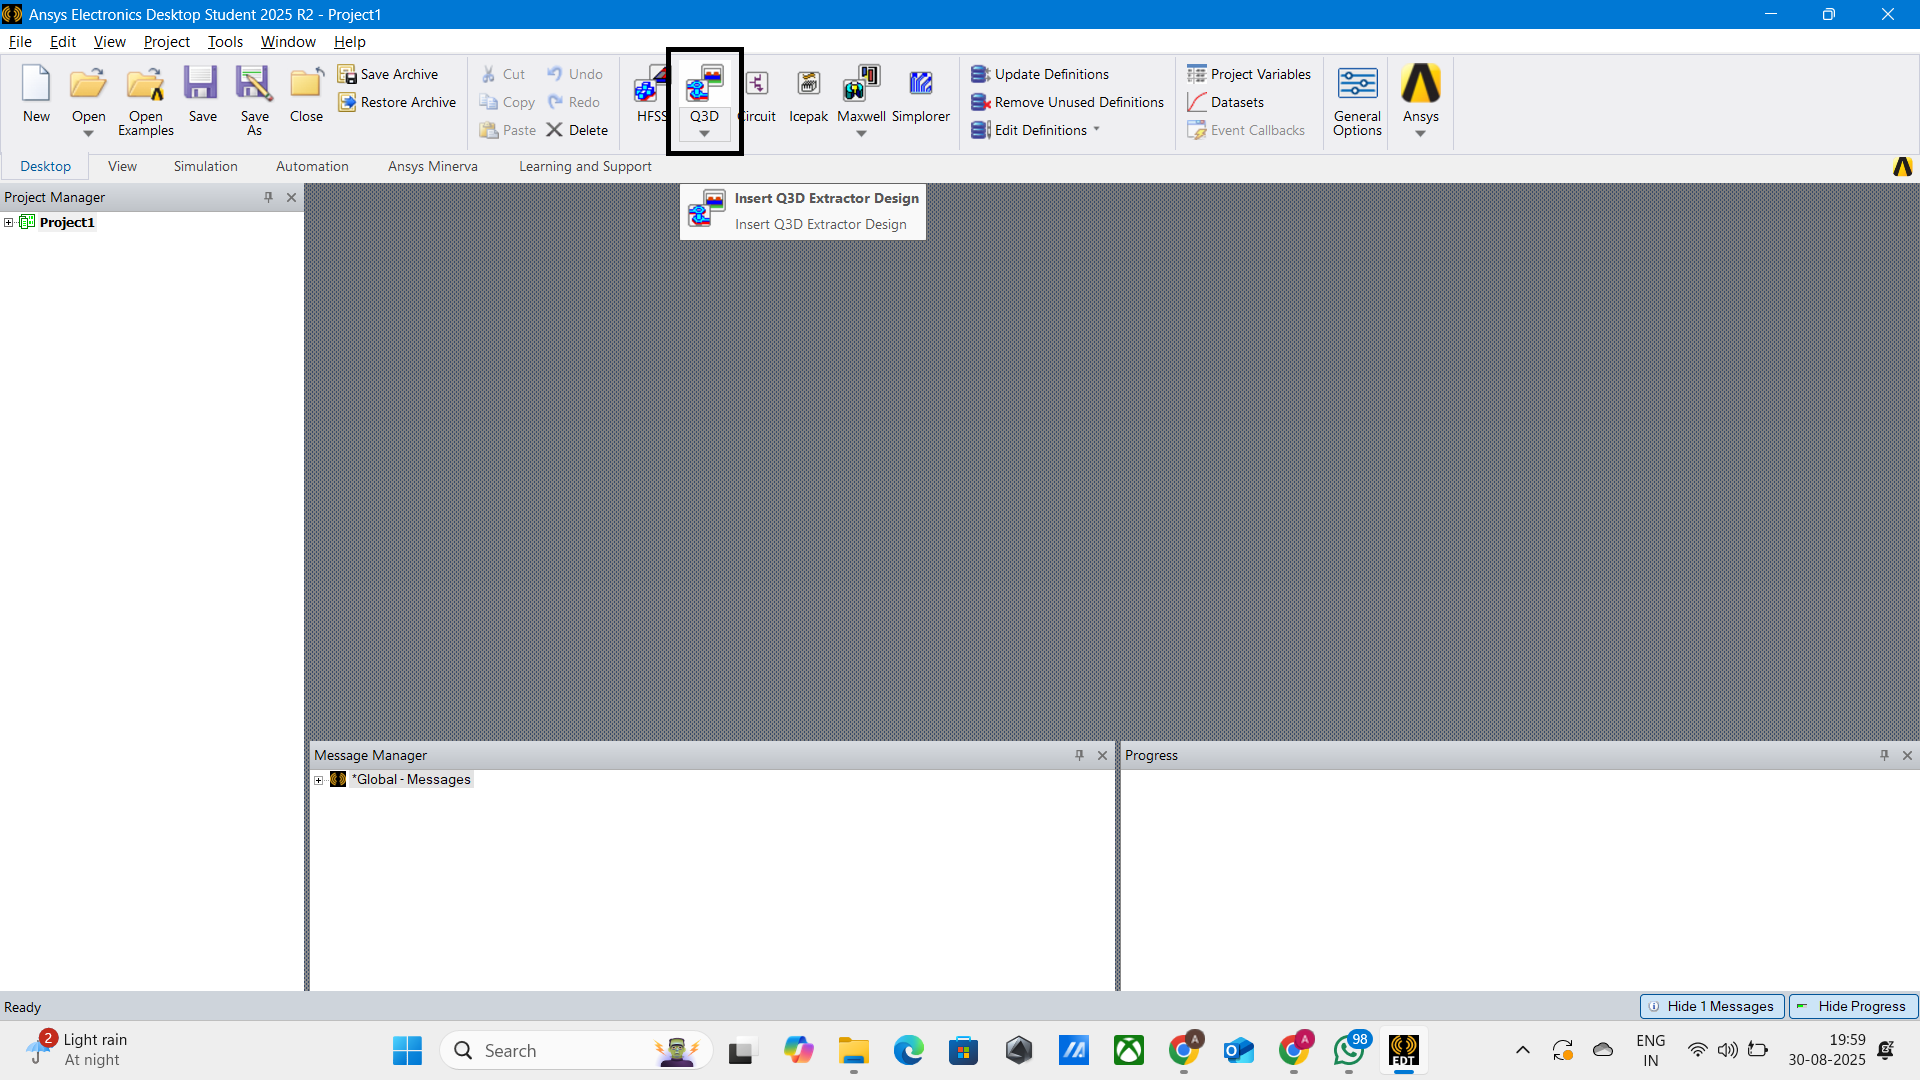 Ansys Electronics Desktop Student 2025 R2 - Project1
File Edit View Project Tools Window Help
New
Open
Open Examples
Save
Save As
Close
Save Archive
Restore Archive
Cut
Copy
Paste
Undo
Redo
Delete
HFSS
Q3D
ircuit
Icepak
Maxwell
Simplorer
Update Definitions
Remove Unused Definitions
Edit Definitions
Project Variables
Datasets
Event Callbacks
General Options
Ansys
Desktop View Simulation Automation Ansys Minerva Learning and Support
Project Manager
Project1
Insert Q3D Extractor Design
Insert Q3D Extractor Design
Message Manager
*Global - Messages
Progress
Ready
Hide 1 Messages
Hide Progress
2
Light rain
At night
Search
A
A
98
EDT
ENG
IN
19:59
30-08-2025